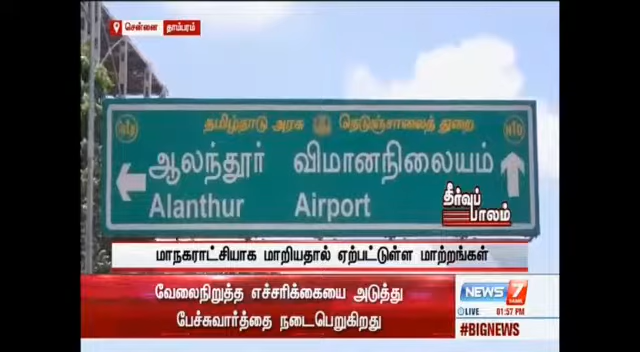 சென்னை தாம்பரம்
தமிழ்நாடு அரசு நெடுஞ்சாலைத் துறை
ஆலந்தூர் விமானநிலையம்
Alanthur Airport
தீர்வுப்
பாலம்
மாநகராட்சியாக மாறியதால் ஏற்பட்டுள்ள மாற்றங்கள்
வேலைநிறுத்த எச்சரிக்கையை அடுத்து
பேச்சுவார்த்தை நடைபெறுகிறது
NEWS 7
LIVE 01:57 PM
#BIGNEWS